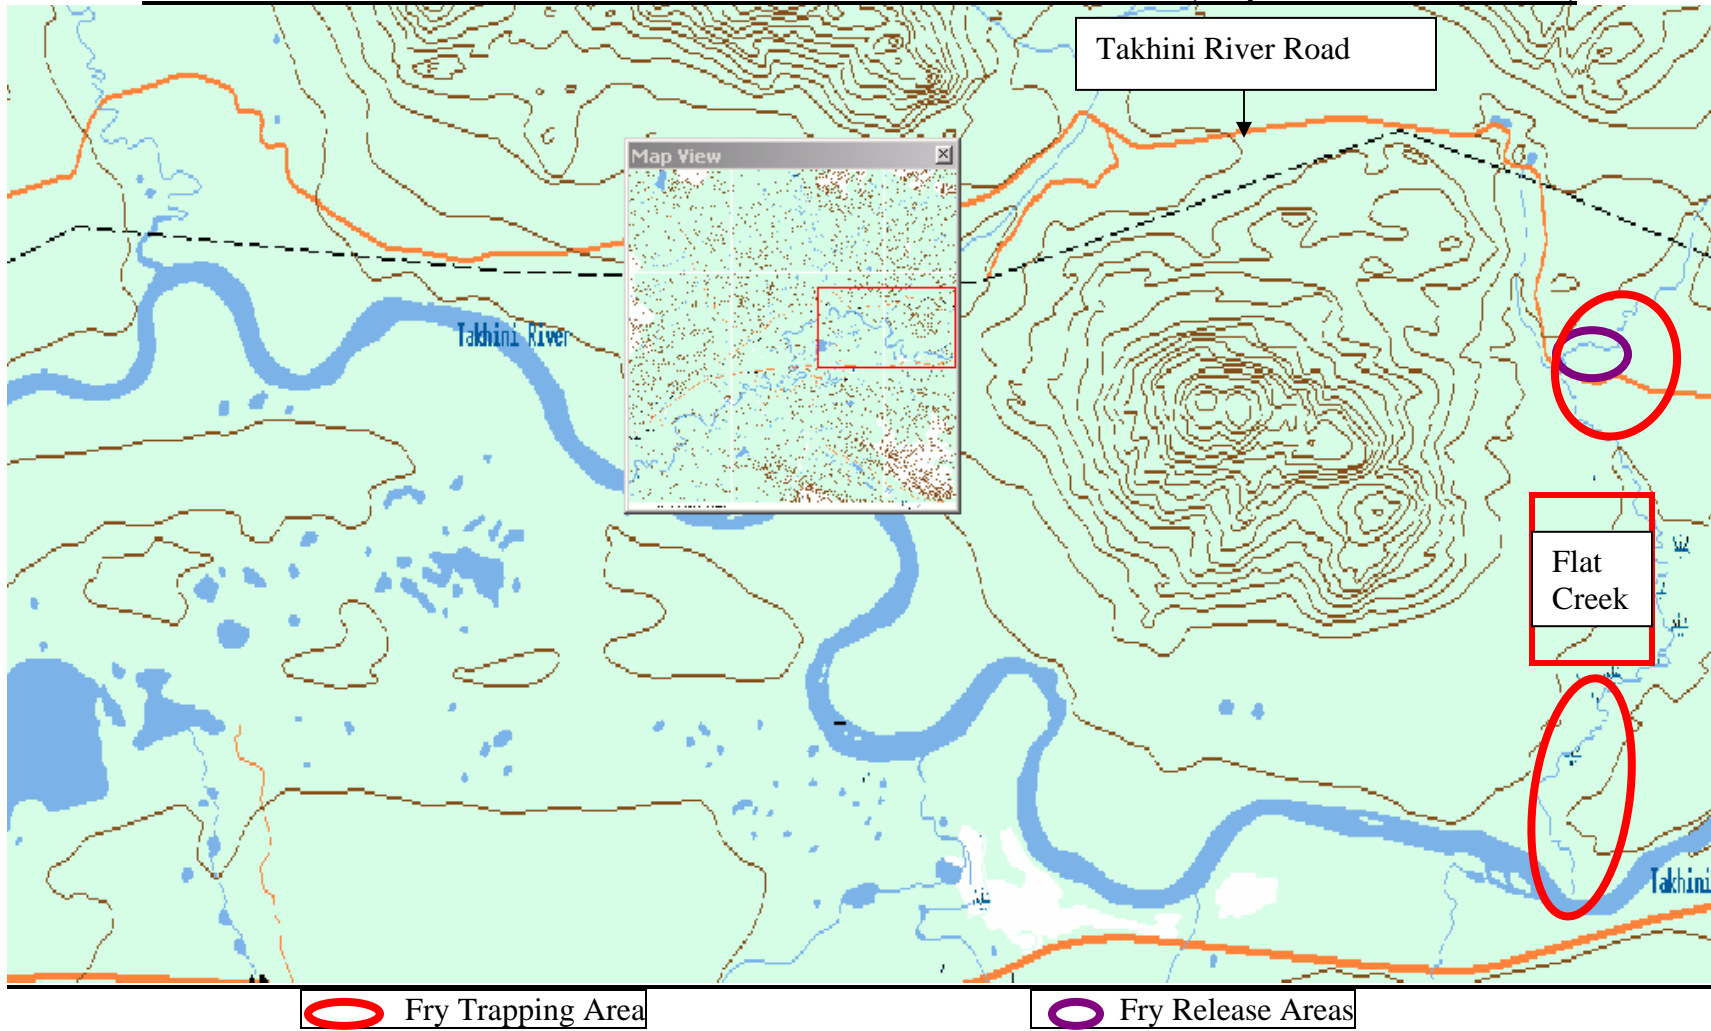 Takhini River Road
Map View
Takhini River
Flat
Creek
Takhini
Fry Trapping Area
Fry Release Areas